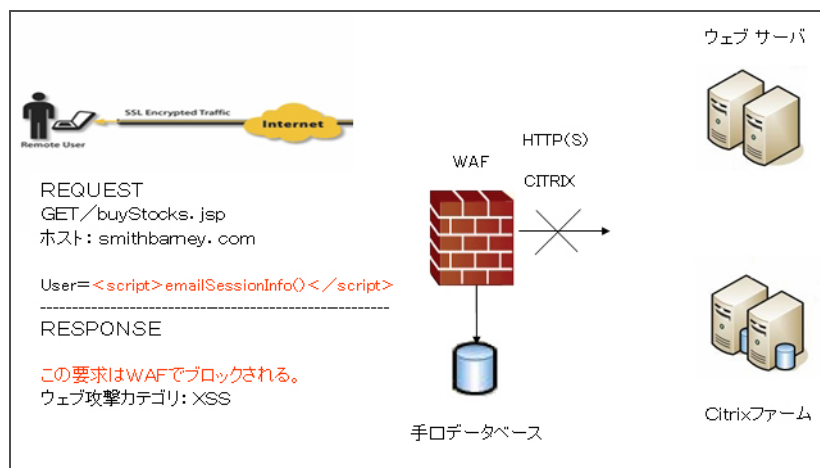 ウェブ サーバ
SSL Encrypted Traffic
Internet
Remote User
WAF
HTTP(S)
CITRIX
REQUEST
GET/buyStocks.jsp
ホスト: smithbarney.com
User=<script>emailSessionInfo()</script>
----------------------------------------------------
RESPONSE
この要求はWAFでブロックされる。
ウェブ攻撃カテゴリ: XSS
手口データベース
Citrixファーム